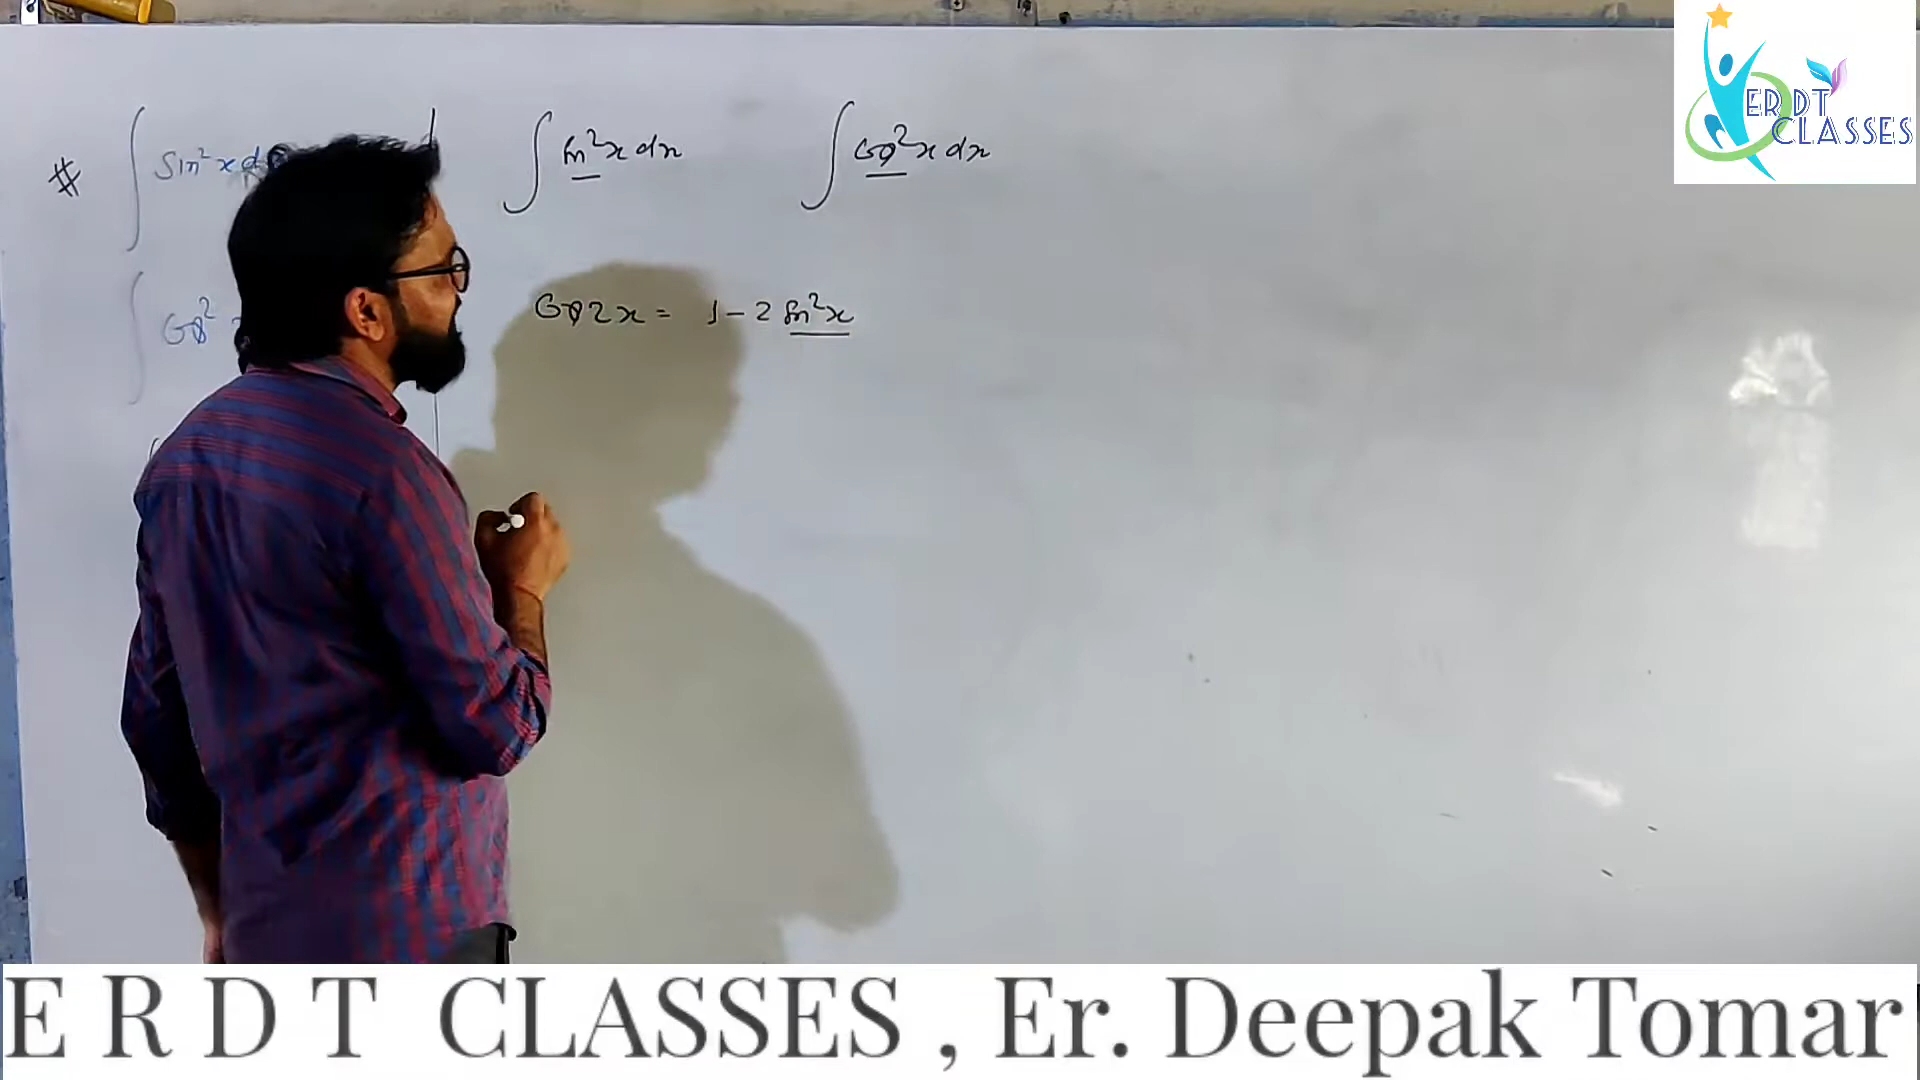 # ∫ Sin² x d
∫ Sin²x dx
∫ Cos²x dx
∫ Cos²
Cos 2x = 1 - 2 Sin²x
ERDT
CLASSES
E R D T CLASSES , Er. Deepak Tomar